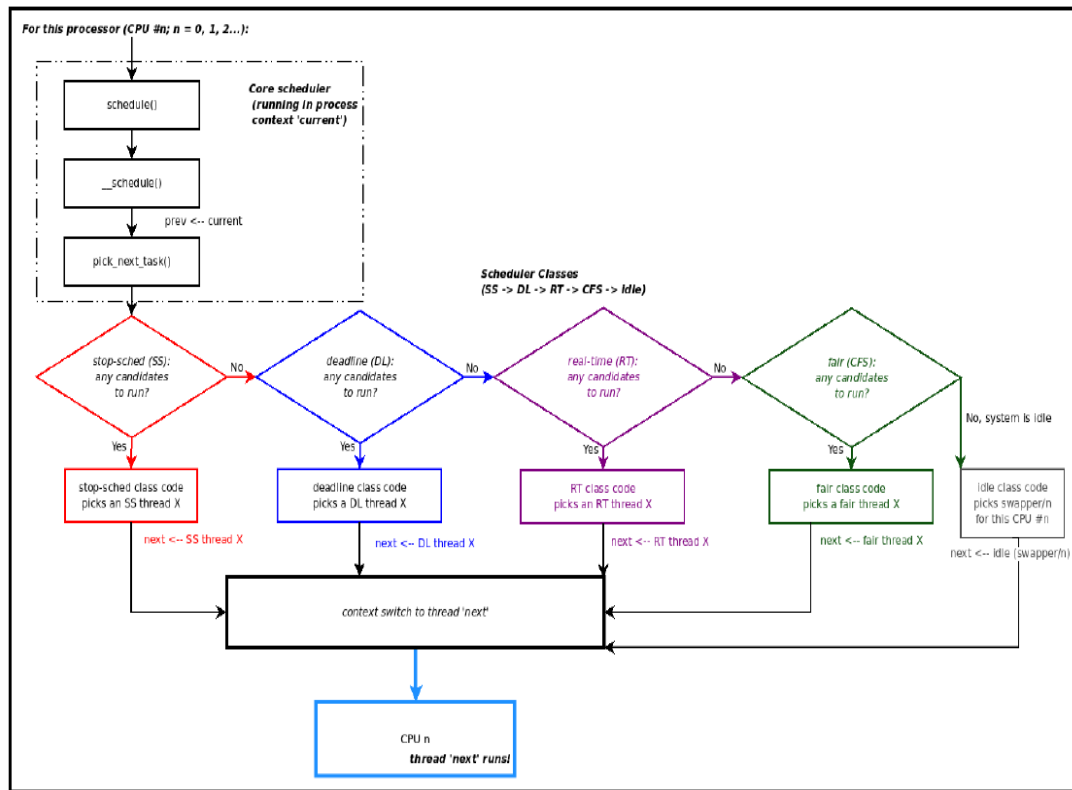 For this processor (CPU #n; n = 0, 1, 2...):
Core scheduler
(running in process
context 'current')
schedule()
__schedule()
prev <-- current
pick_next_task()
Scheduler Classes
(SS -> DL -> RT -> CFS -> Idle)
stop-sched (SS):
any candidates
to run?
No
deadline (DL):
any candidates
to run?
No
real-time (RT):
any candidates
to run?
No
fair (CFS):
any candidates
to run?
No, system is Idle
Yes
Yes
Yes
Yes
stop-sched class code
picks an SS thread X
deadline class code
picks a DL thread X
RT class code
picks an RT thread X
fair class code
picks a fair thread X
Idle class code
picks swapper/n
for this CPU #n
next <-- SS thread X
next <-- DL thread X
next <-- RT thread X
next <-- fair thread X
next <-- idle (swapper/n)
context switch to thread 'next'
CPU n
thread 'next' runs!